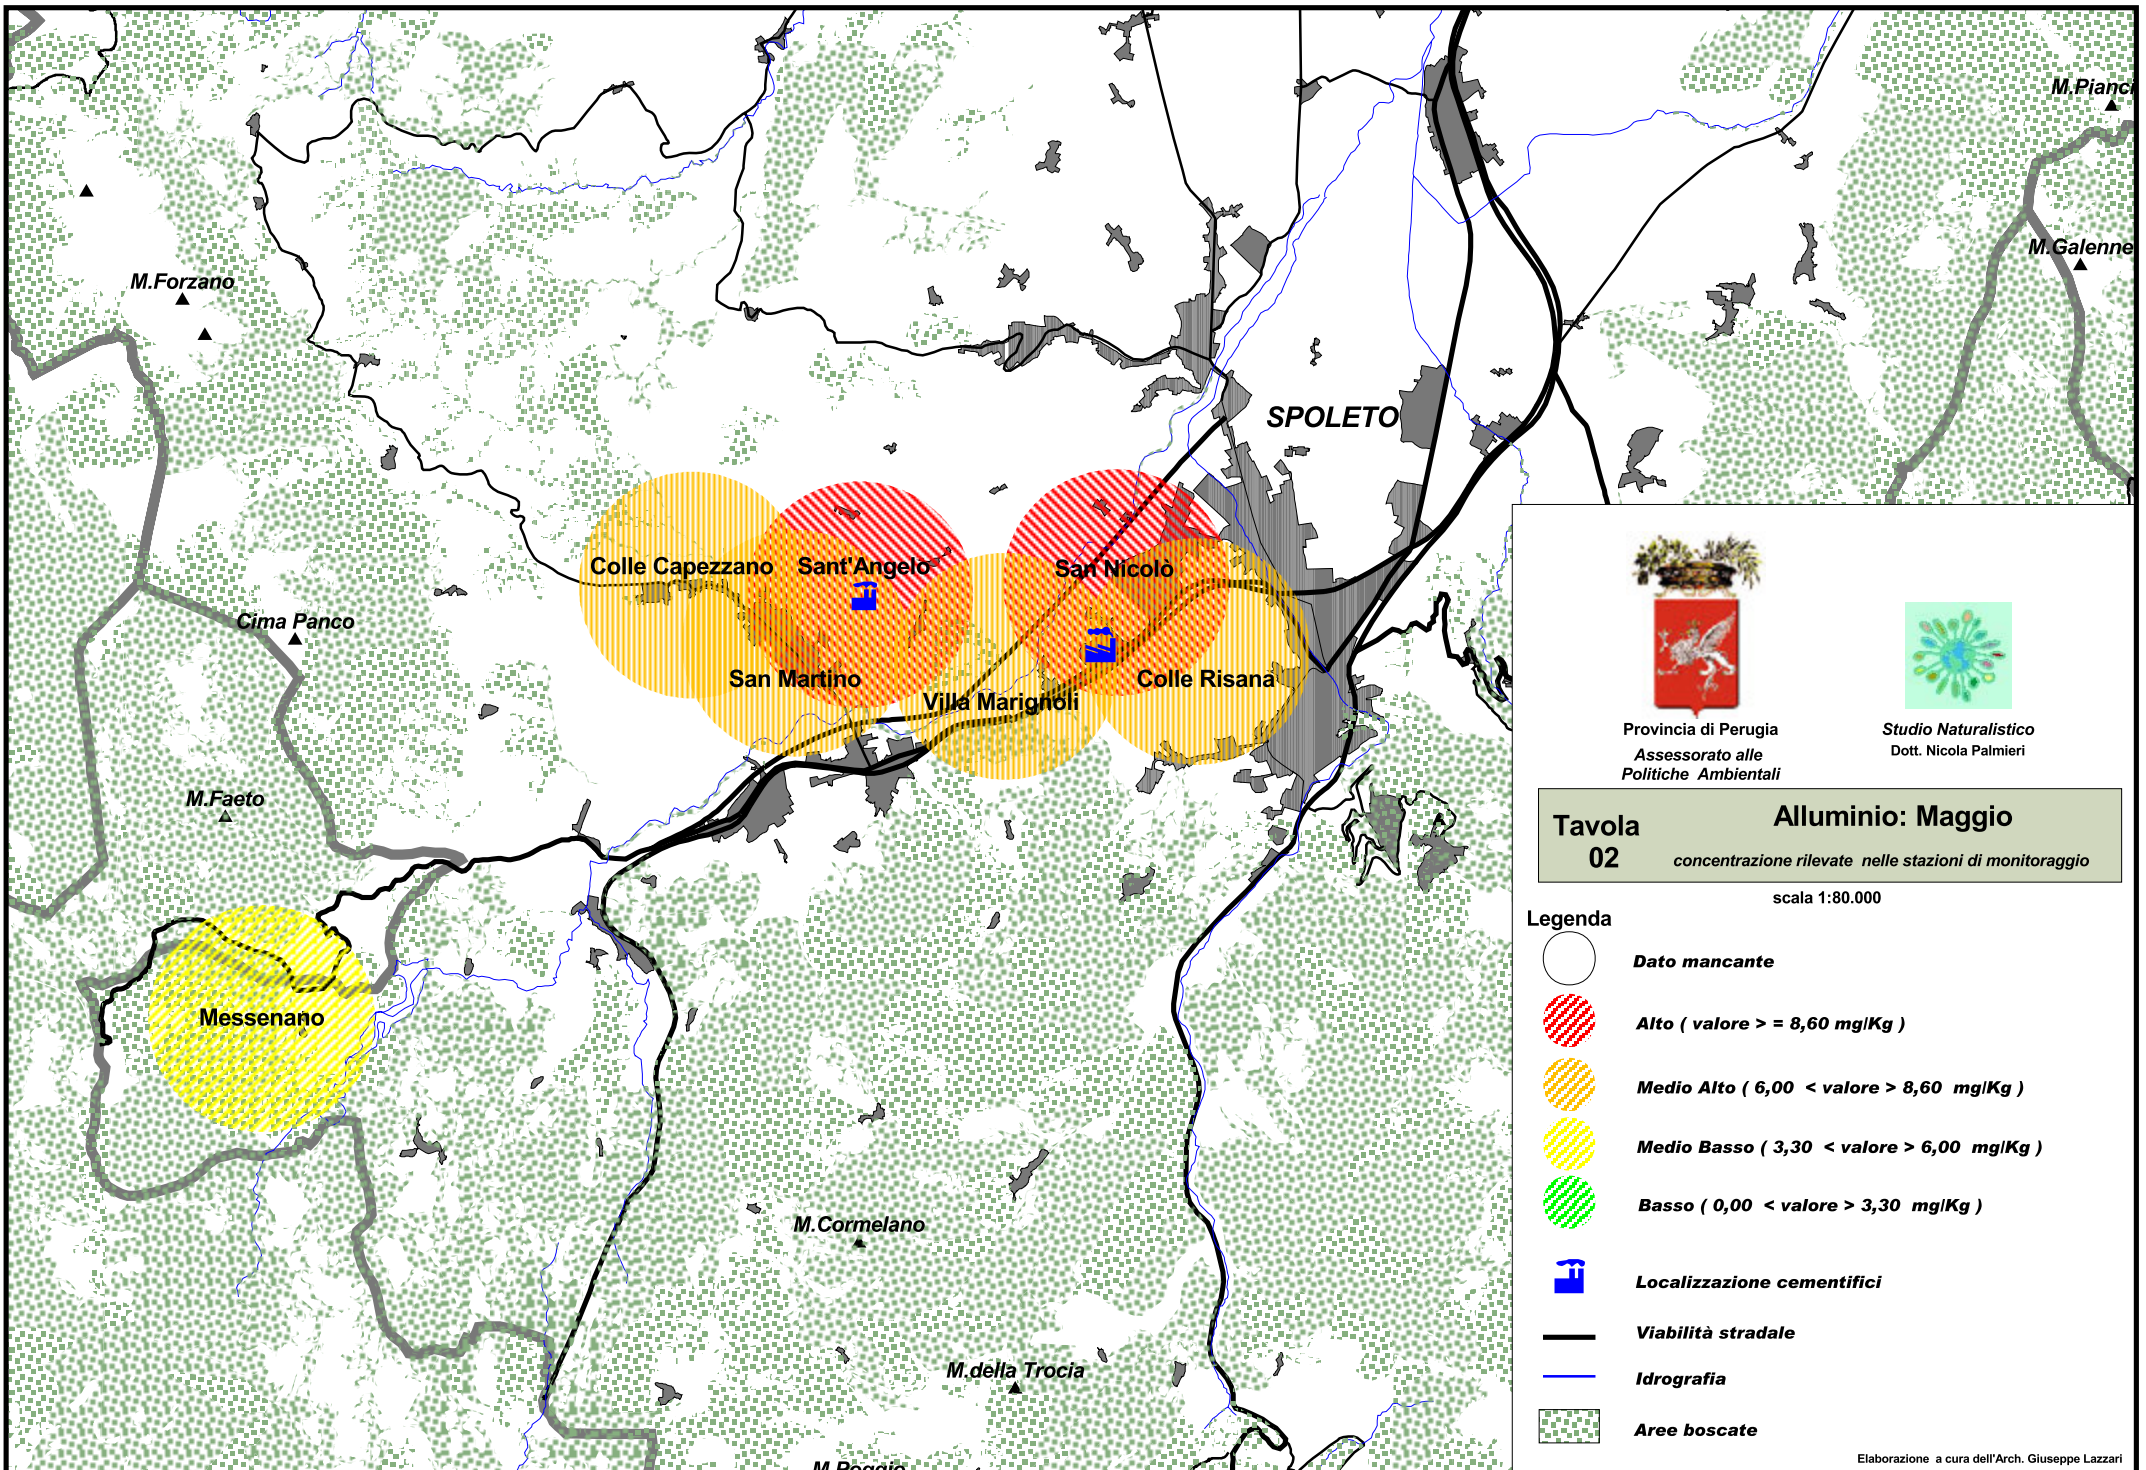 M.Pianci
M.Galenne
M.Forzano
SPOLETO
Colle Capezzano
Sant'Angelo
San Nicolò
Cima Panco
San Martino
Colle Risana
Villa Marignoli
M.Faeto
Messenano
M.Cormelano
M.della Trocia
M.Poggio
Provincia di Perugia
Assessorato alle
Politiche Ambientali
Studio Naturalistico
Dott. Nicola Palmieri
Tavola
02
Alluminio: Maggio
concentrazione rilevate nelle stazioni di monitoraggio
scala 1:80.000
Legenda
Dato mancante
Alto ( valore > = 8,60 mg/Kg )
Medio Alto ( 6,00 < valore > 8,60 mg/Kg )
Medio Basso ( 3,30 < valore > 6,00 mg/Kg )
Basso ( 0,00 < valore > 3,30 mg/Kg )
Localizzazione cementifici
Viabilità stradale
Idrografia
Aree boscate
Elaborazione a cura dell'Arch. Giuseppe Lazzari